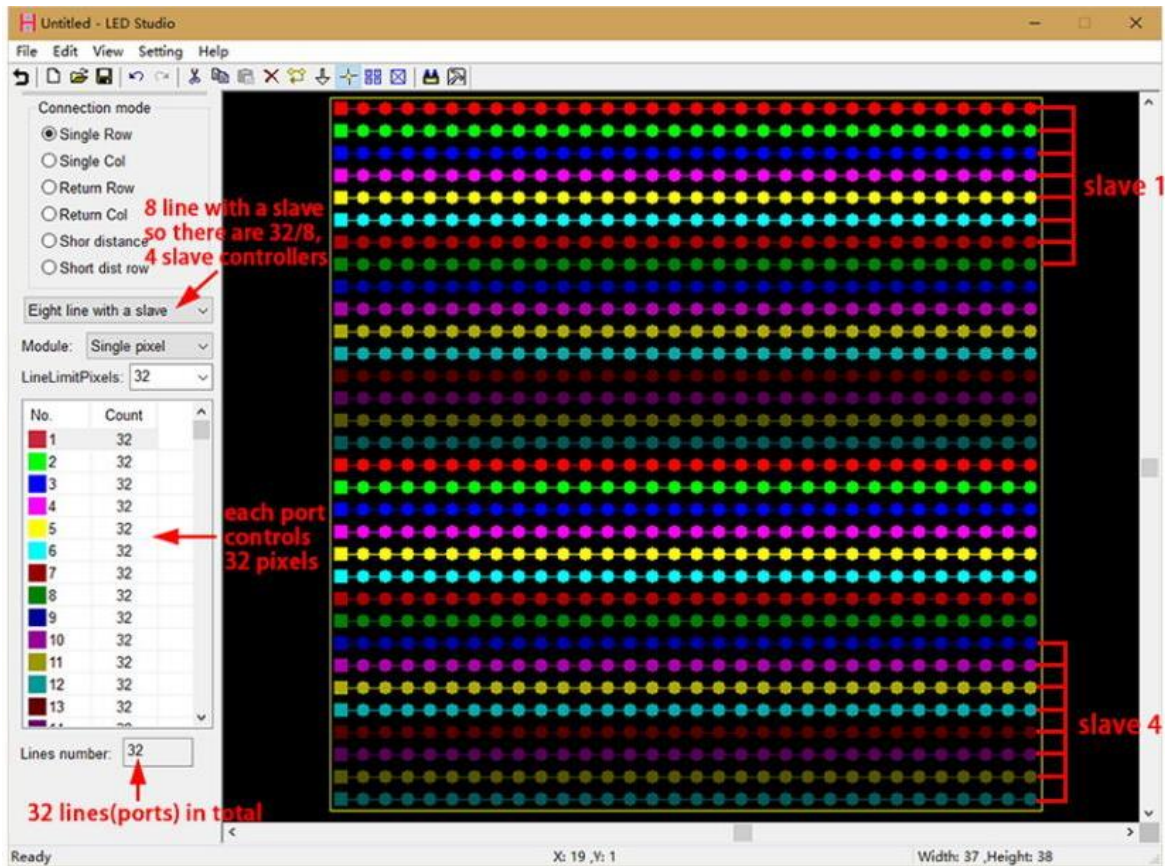 Untitled - LED Studio
File Edit View Setting Help
Connection mode
Single Row
Single Col
Return Row
Return Col
Shor distance
Short dist row
8 line with a slave
so there are 32/8,
4 slave controllers
Eight line with a slave
Module: Single pixel
LineLimitPixels: 32
No. Count
1 32
2 32
3 32
4 32
5 32
6 32
7 32
8 32
9 32
10 32
11 32
12 32
13 32
each port
controls
32 pixels
Lines number: 32
32 lines(ports) in total
slave 1
slave 4
Ready X: 19 ,Y: 1 Width: 37 ,Height: 38